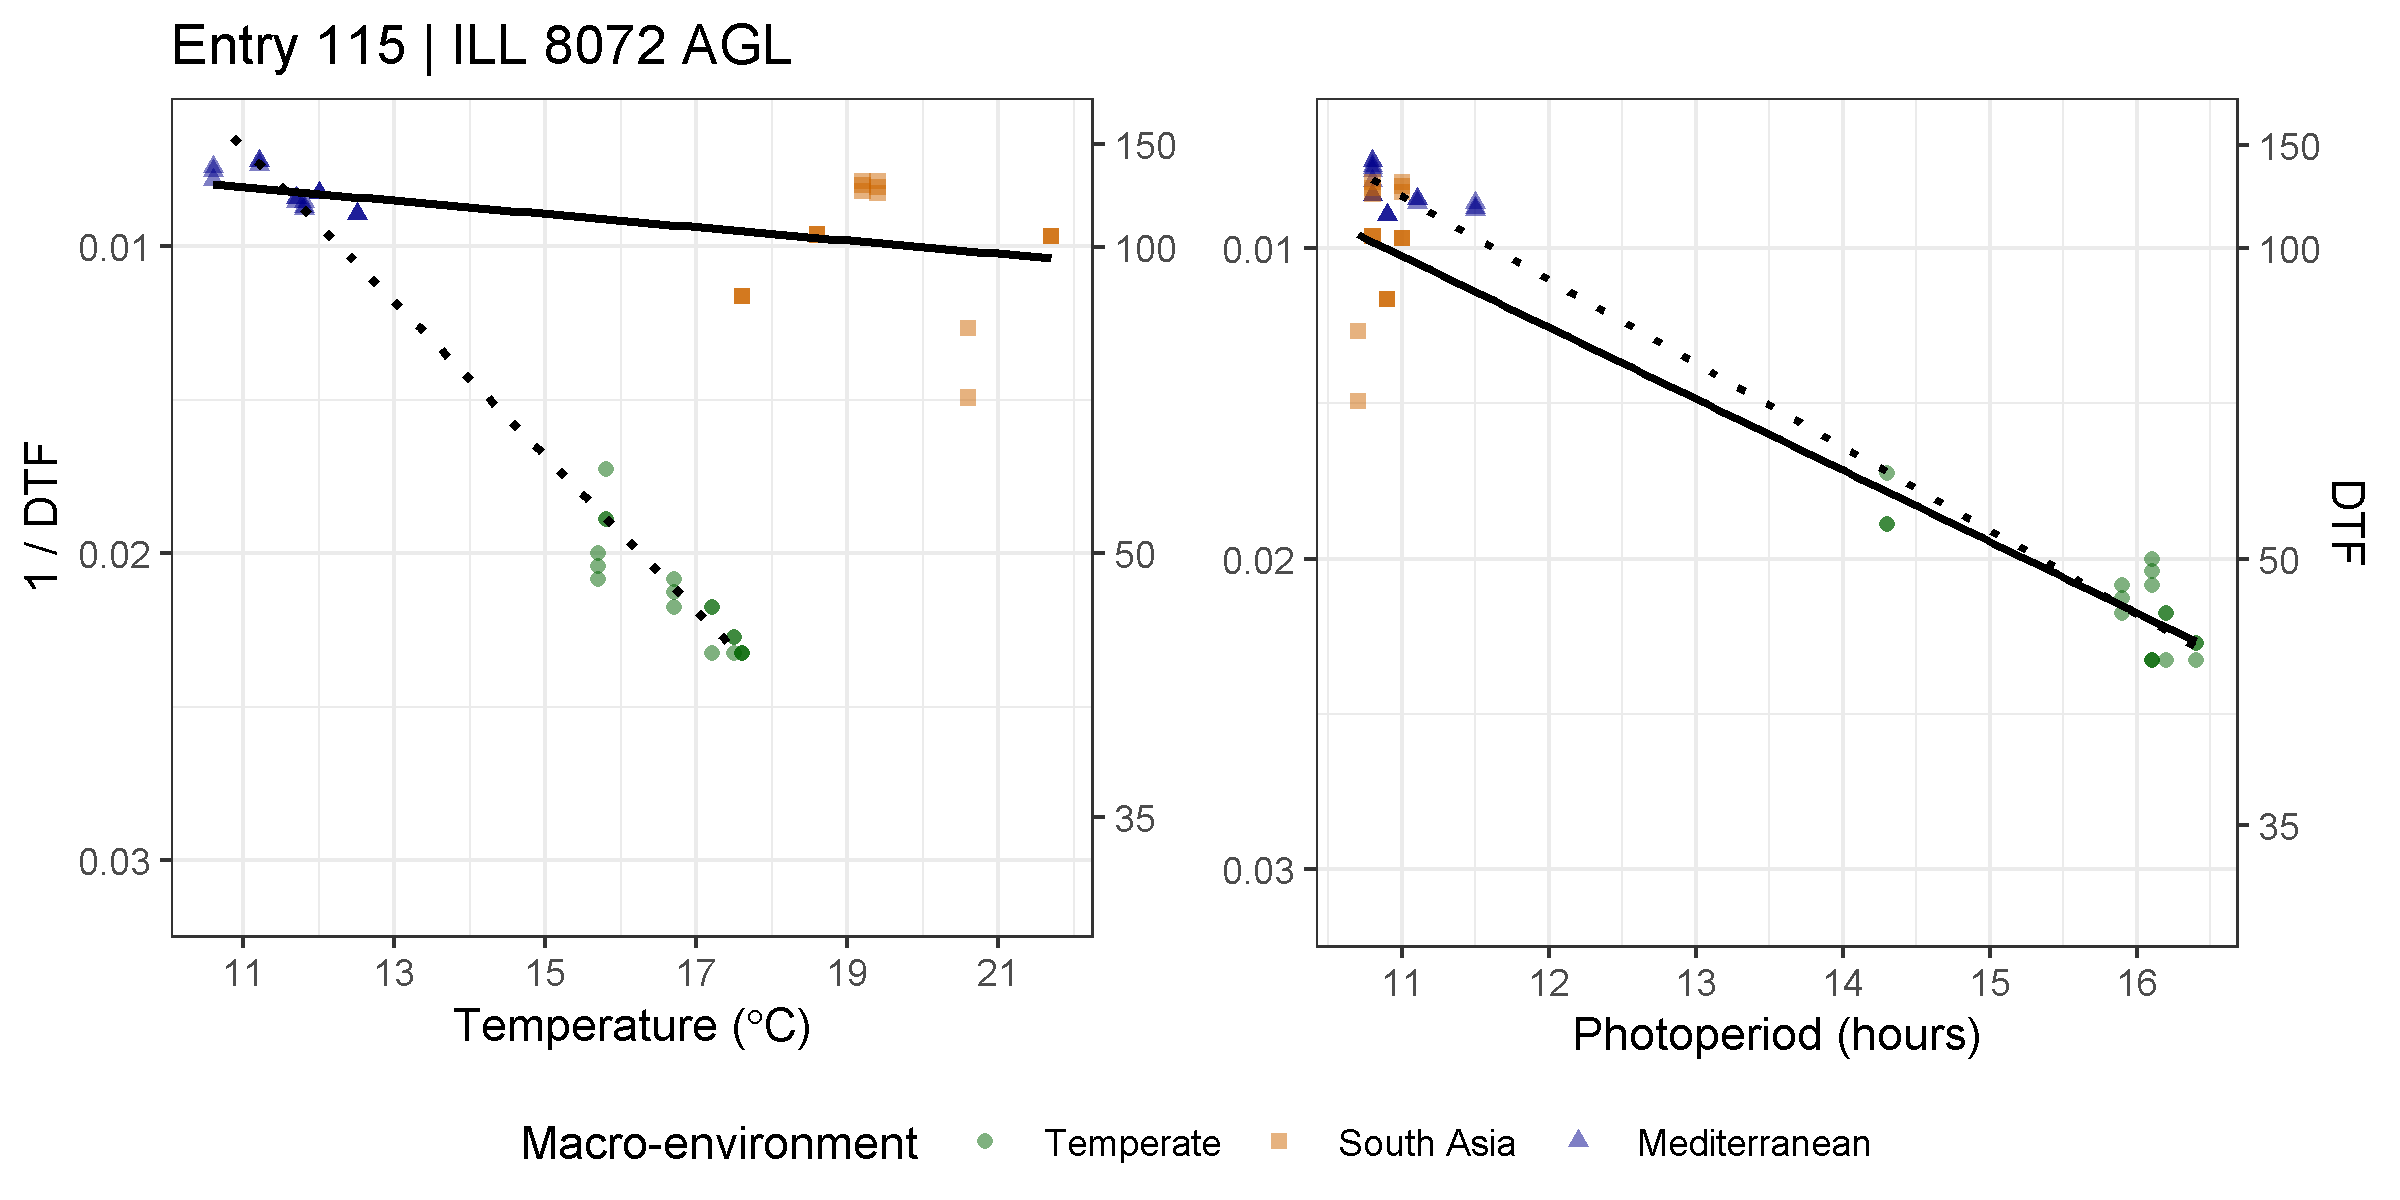 Entry 115 | ILL 8072 AGL
1 / DTF
0.01
0.02
0.03
150
100
50
35
11 13 15 17 19 21
Temperature (°C)
0.01
0.02
0.03
150
100
50
35
DTF
11 12 13 14 15 16
Photoperiod (hours)
Macro-environment Temperate South Asia Mediterranean